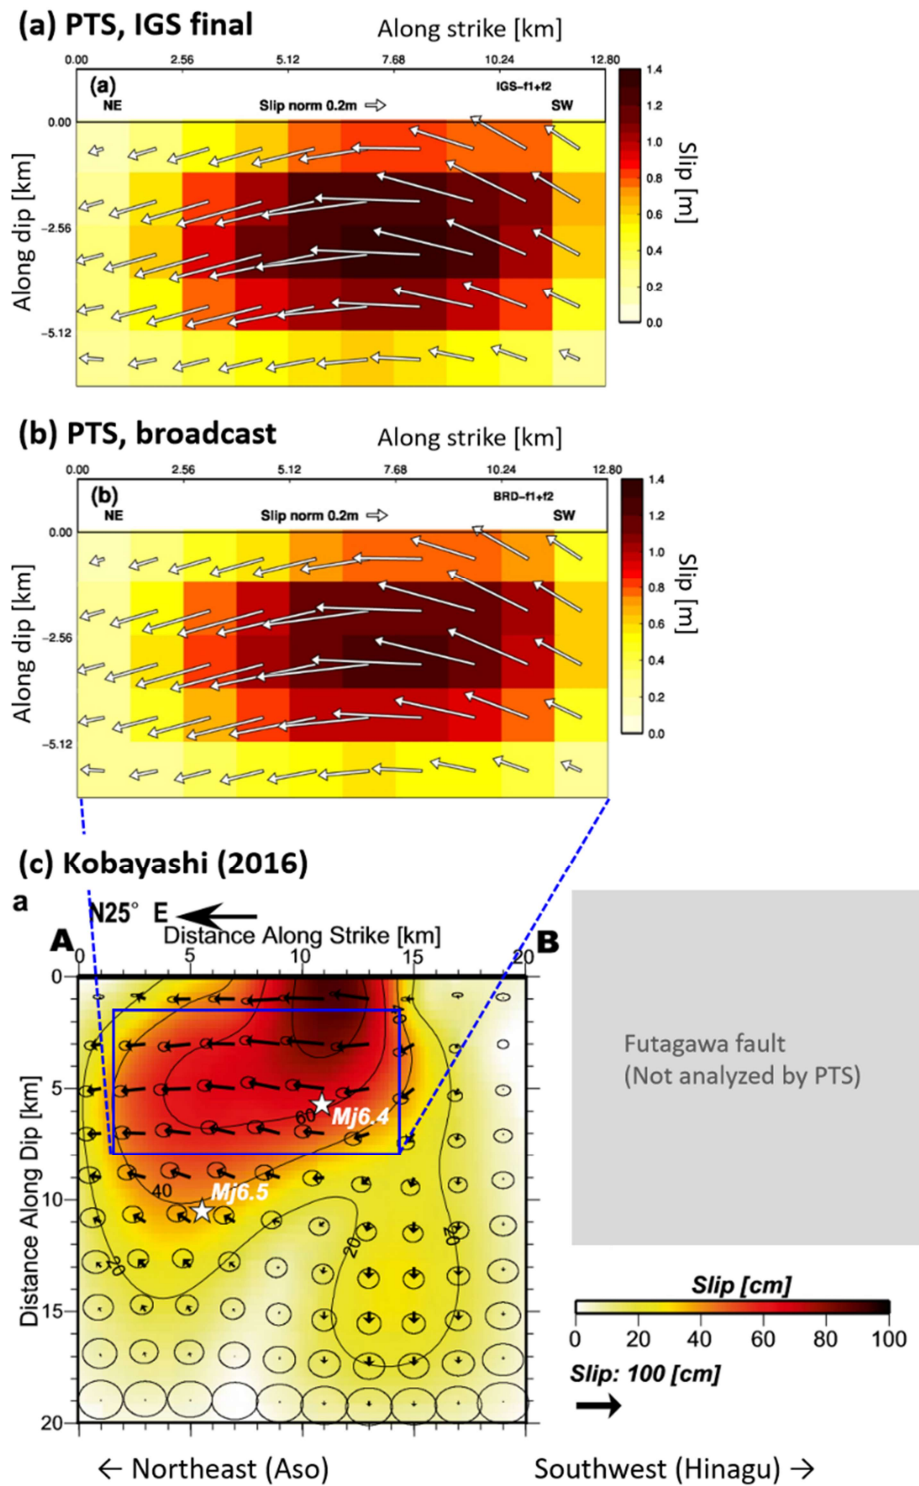 (a) PTS, IGS final
Along strike [km]
0.00 2.56 5.12 7.68 10.24 12.80
(a)
IGS-f1+f2
NE
Slip norm 0.2m
SW
Along dip [km]
0.00
-2.56
-5.12
1.4
1.2
1.0
0.8
0.6
0.4
0.2
0.0
Slip [m]
(b) PTS, broadcast
Along strike [km]
0.00 2.56 5.12 7.68 10.24 12.80
(b)
BRD-f1+f2
NE
Slip norm 0.2m
SW
Along dip [km]
0.00
-2.56
-5.12
1.4
1.2
1.0
0.8
0.6
0.4
0.2
0.0
Slip [m]
(c) Kobayashi (2016)
a
N25° E
Distance Along Strike [km]
A
B
0 5 10 15 20
Distance Along Dip [km]
0
5
10
15
20
60
Mj6.4
40
Mj6.5
20
20
20
Futagawa fault
(Not analyzed by PTS)
Slip [cm]
0 20 40 60 80 100
Slip: 100 [cm]
← Northeast (Aso)
Southwest (Hinagu) →